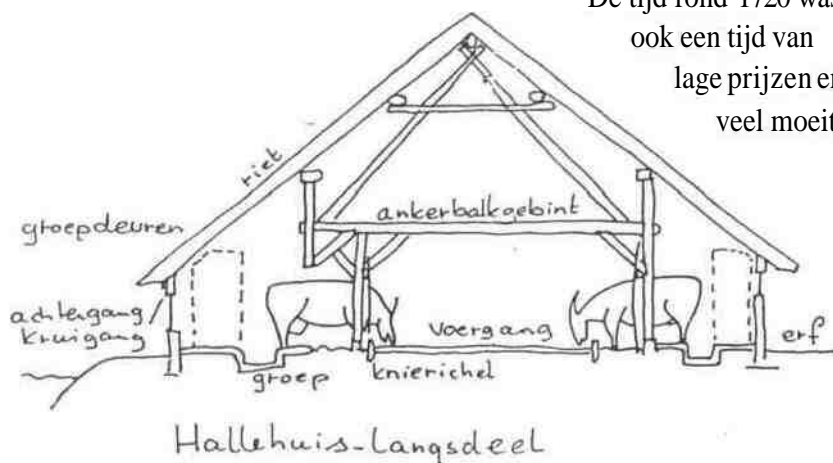 De tijd rond 1720 was
ook een tijd van
lage prijzen en
veel moeit
riet
groepdeuren
ankerbalkgebint
achtergang
kruigang
voergang
erf
groep
knierichel
Hallehuis-Langsdeel